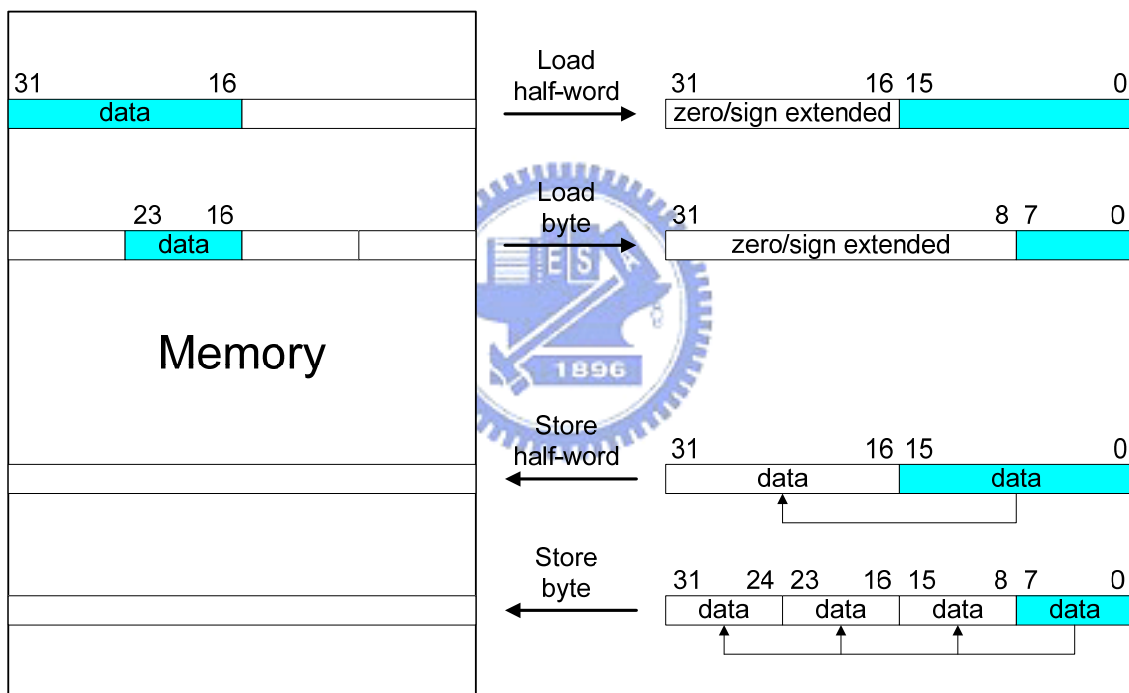 Load
half-word
31 16
data
31 16 15 0
zero/sign extended
Load
byte
23 16
data
31 8 7 0
zero/sign extended
E S A
1896
Memory
Store
half-word
31 16 15 0
data data
Store
byte
31 24 23 16 15 8 7 0
data data data data